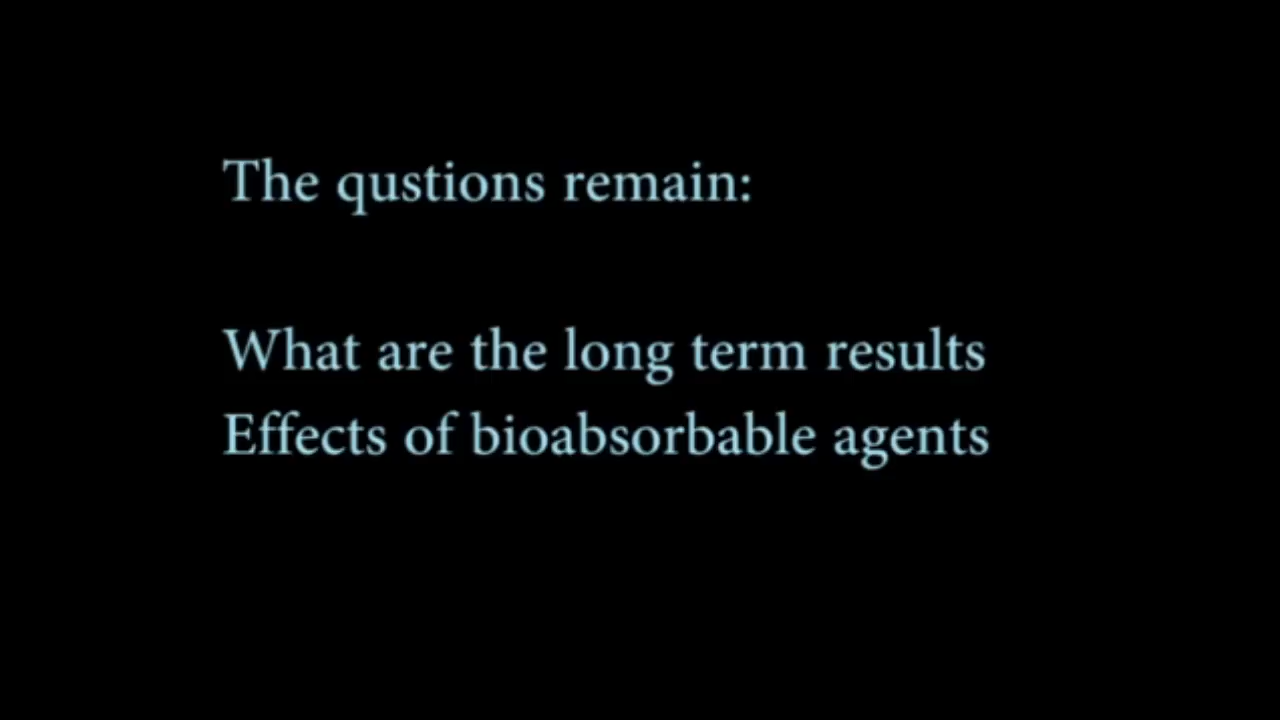 The qustions remain:
What are the long term results
Effects of bioabsorbable agents